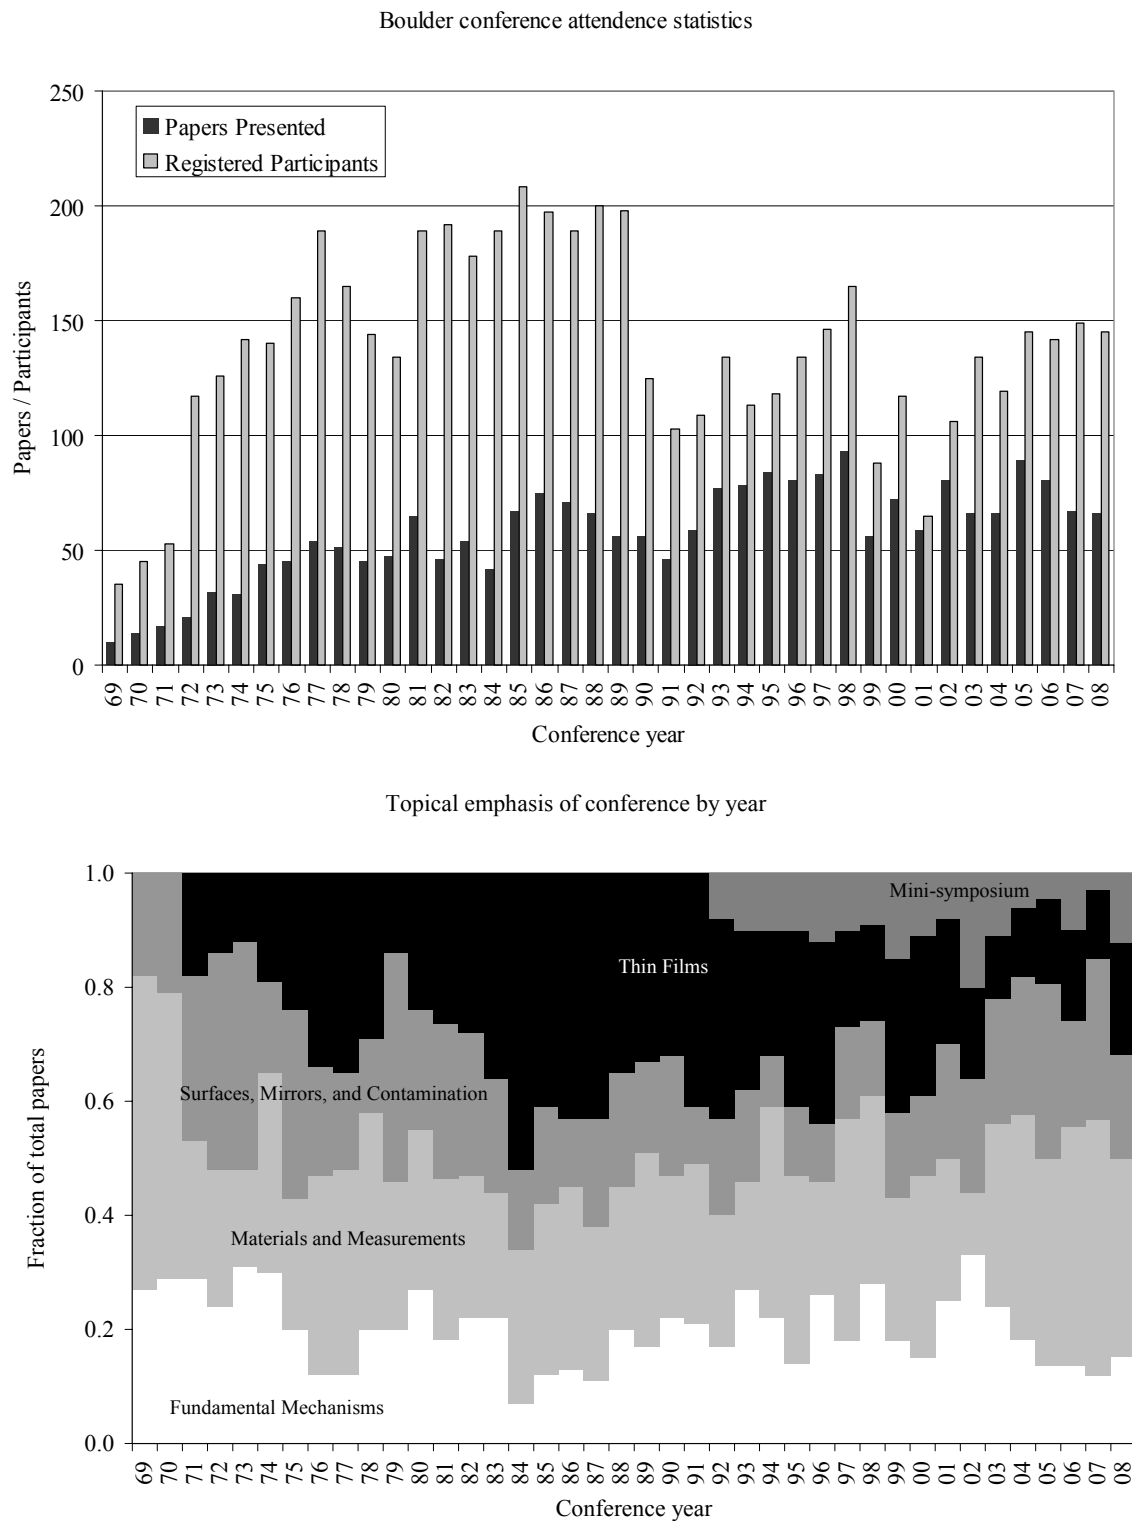 Boulder conference attendence statistics
250
200
150
100
50
0
Papers / Participants
Papers Presented
Registered Participants
69 70 71 72 73 74 75 76 77 78 79 80 81 82 83 84 85 86 87 88 89 90 91 92 93 94 95 96 97 98 99 00 01 02 03 04 05 06 07 08
Conference year
Topical emphasis of conference by year
1.0
0.8
0.6
0.4
0.2
0.0
Fraction of total papers
Mini-symposium
Thin Films
Surfaces, Mirrors, and Contamination
Materials and Measurements
Fundamental Mechanisms
69 70 71 72 73 74 75 76 77 78 79 80 81 82 83 84 85 86 87 88 89 90 91 92 93 94 95 96 97 98 99 00 01 02 03 04 05 06 07 08
Conference year